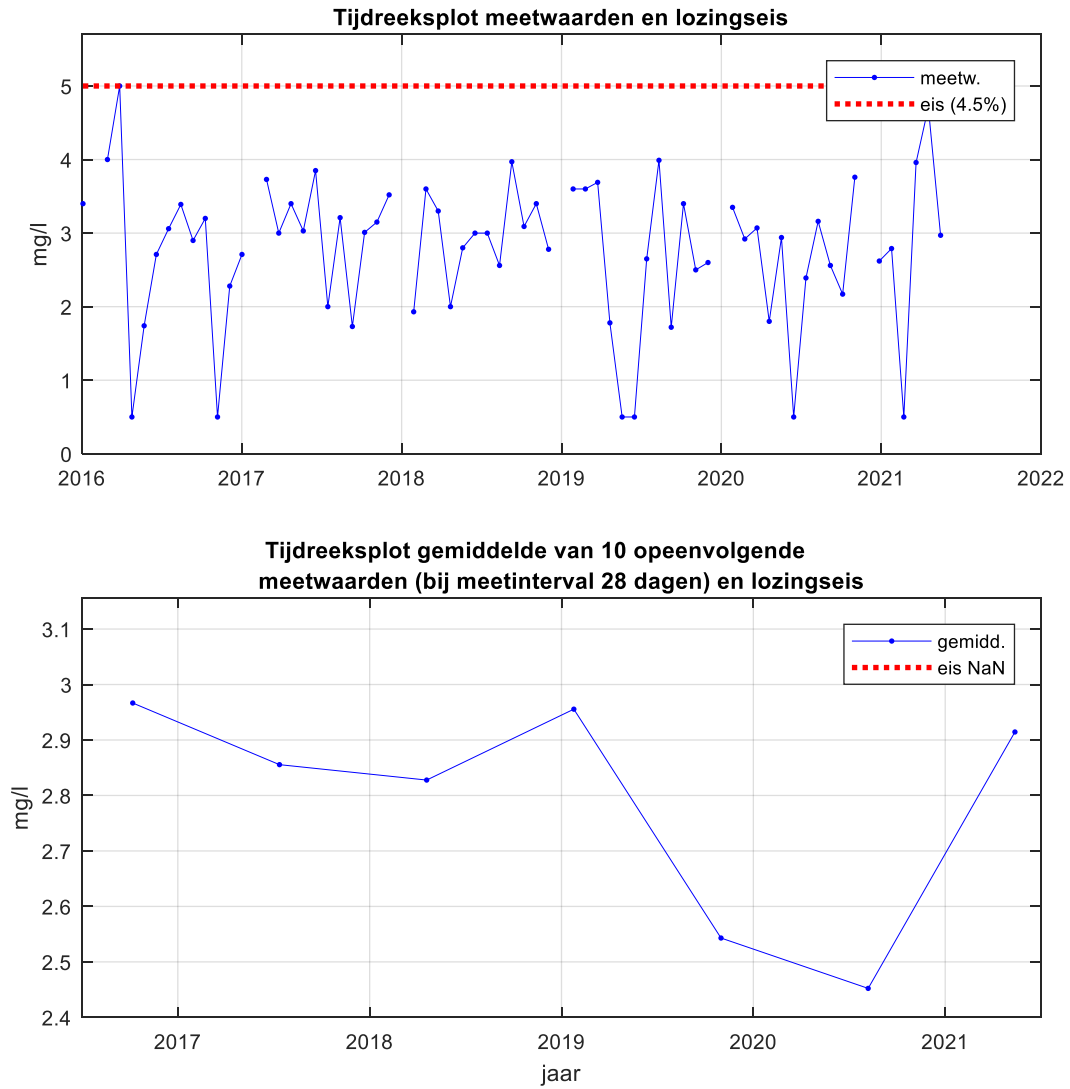 Tijdreeksplot meetwaarden en lozingseis
5
4
3
2
1
0
mg/l
meetw.
eis (4.5%)
2016 2017 2018 2019 2020 2021 2022
Tijdreeksplot gemiddelde van 10 opeenvolgende
meetwaarden (bij meetinterval 28 dagen) en lozingseis
3.1
3
2.9
2.8
2.7
2.6
2.5
2.4
mg/l
gemidd.
eis NaN
2017 2018 2019 2020 2021
jaar